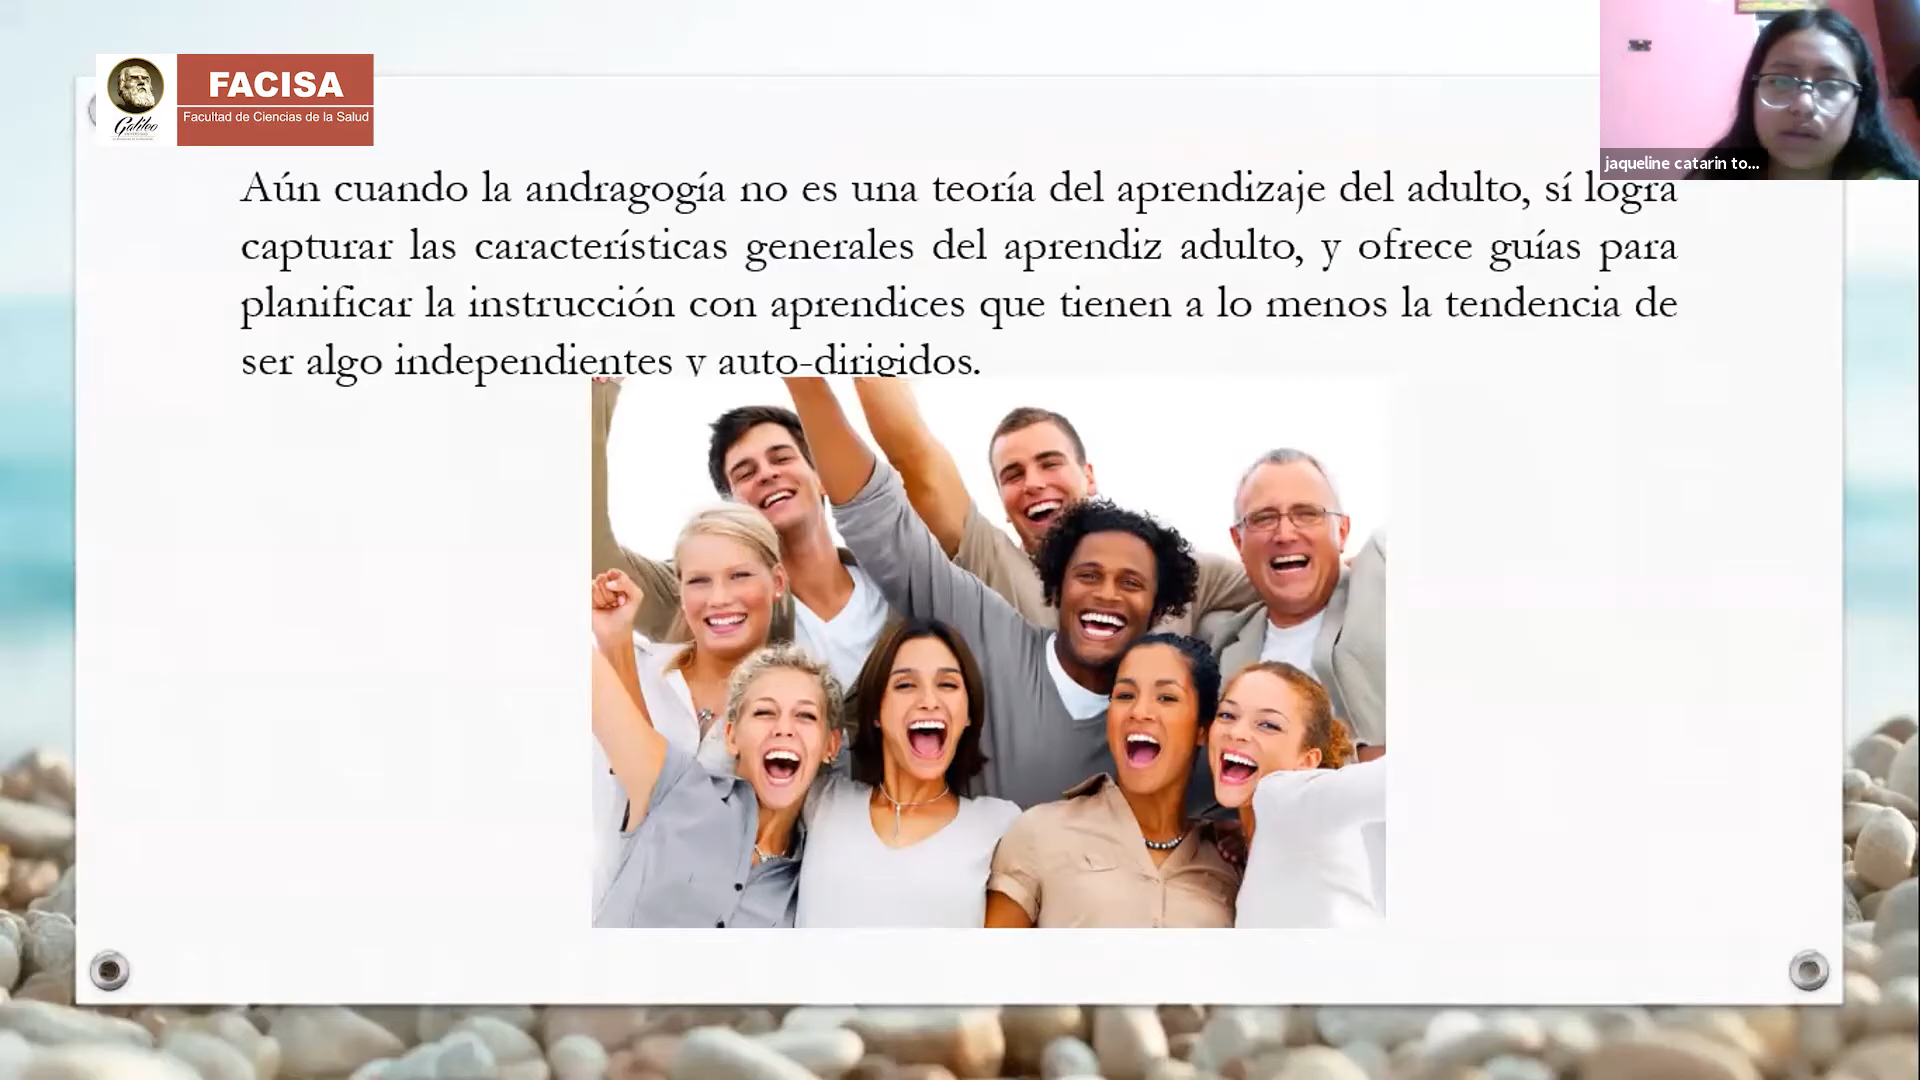 FACISA
Facultad de Ciencias de la Salud
Galileo
jaqueline catarin to...
Aún cuando la andragogía no es una teoría del aprendizaje del adulto, sí logra
capturar las características generales del aprendiz adulto, y ofrece guías para
planificar la instrucción con aprendices que tienen a lo menos la tendencia de
ser algo independientes y auto-dirigidos.